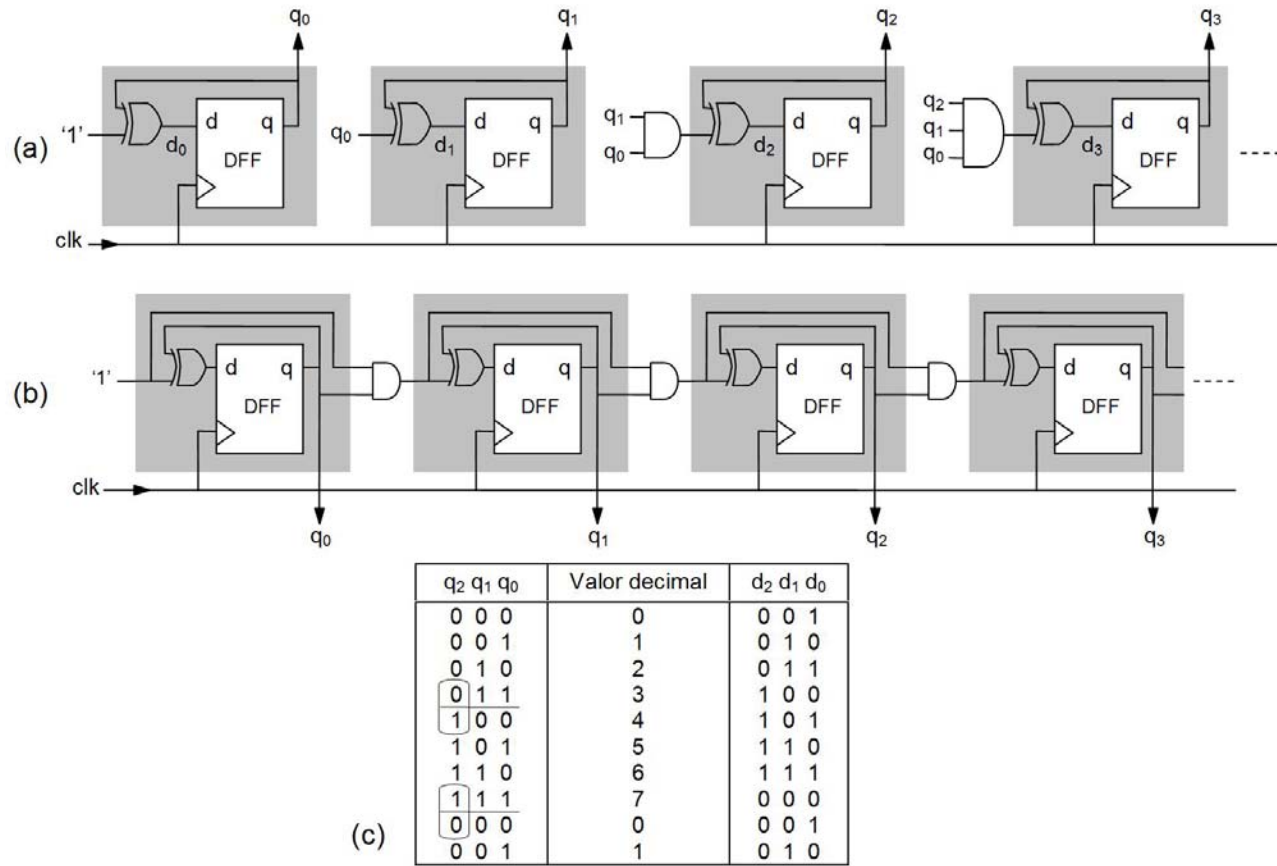 q0 q1 q2 q3
(a) '1' d0 d q DFF q0 d1 d q DFF q1 q0 d2 d q DFF q2 q1 q0 d3 d q DFF
clk
(b) '1' d q DFF d q DFF d q DFF d q DFF
clk
q0 q1 q2 q3
(c)
q2 q1 q0 Valor decimal d2 d1 d0
0 0 0 0 0 0 1
0 0 1 1 0 1 0
0 1 0 2 0 1 1
0 1 1 3 1 0 0
1 0 0 4 1 0 1
1 0 1 5 1 1 0
1 1 0 6 1 1 1
1 1 1 7 0 0 0
0 0 0 0 0 0 1
0 0 1 1 0 1 0